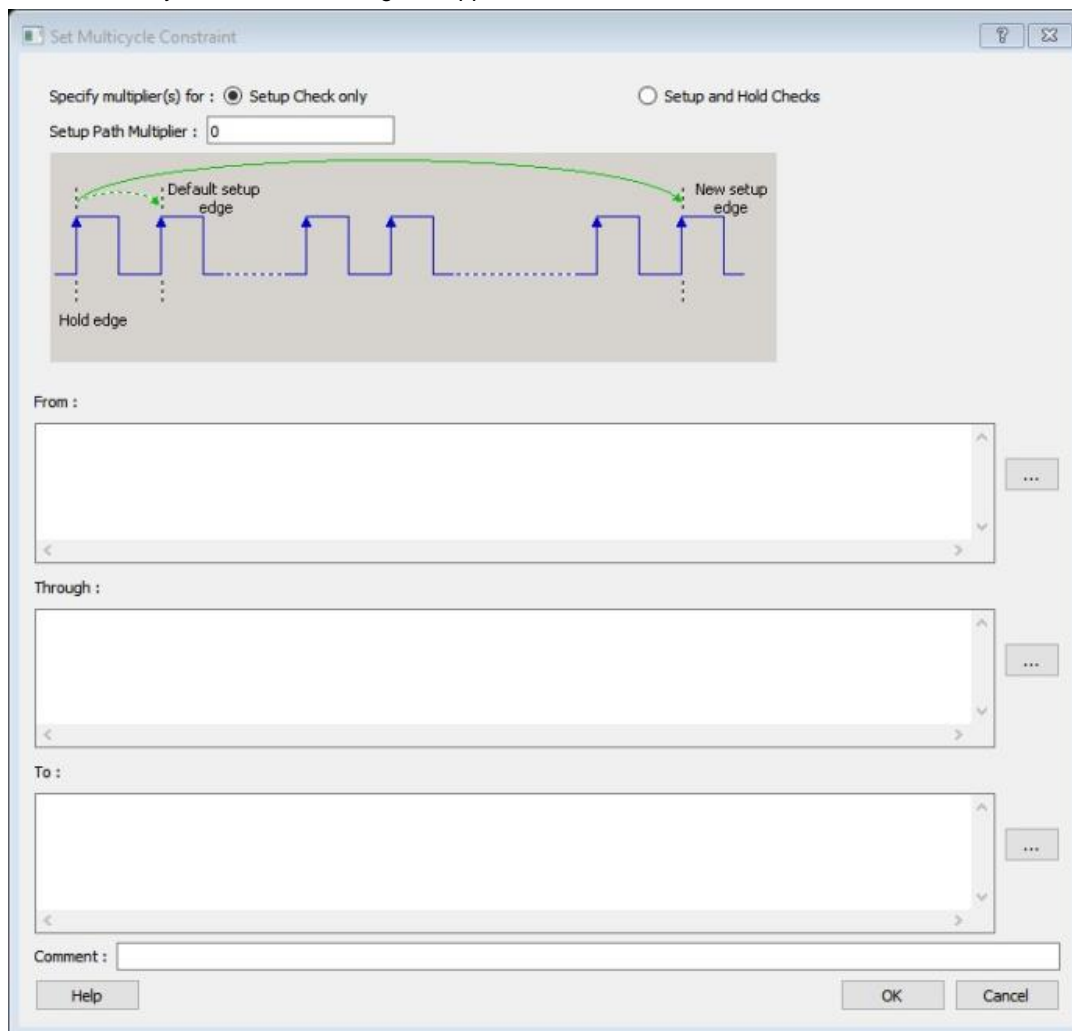 Set Multicycle Constraint
Specify multiplier(s) for : Setup Check only Setup and Hold Checks
Setup Path Multiplier : 0
Default setup
edge
New setup
edge
Hold edge
From :
...
Through :
...
To :
...
Comment :
Help OK Cancel